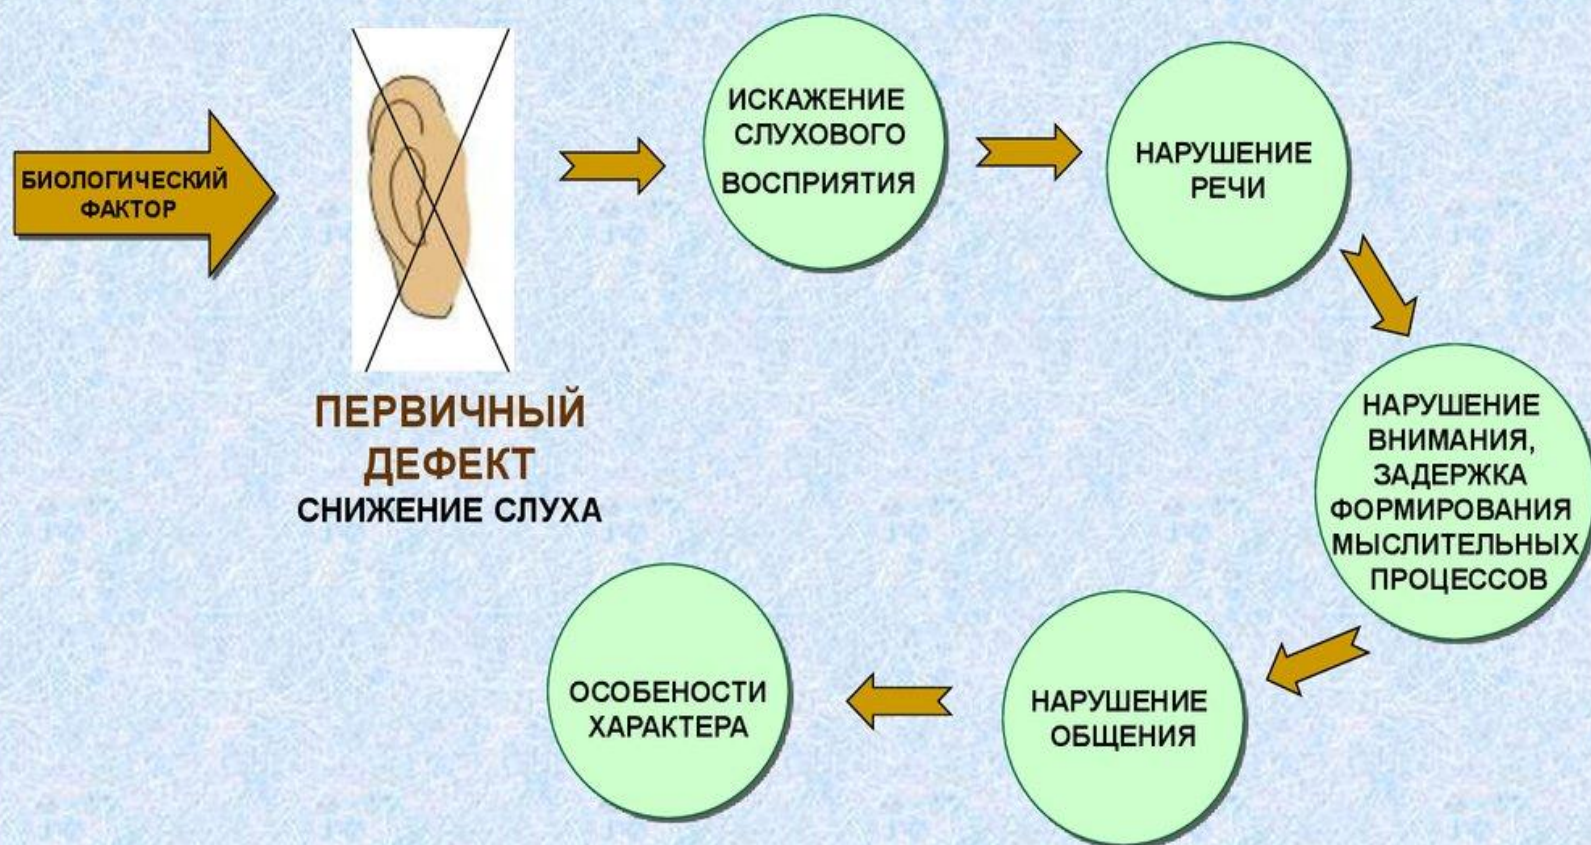 БИОЛОГИЧЕСКИЙ
ФАКТОР
ПЕРВИЧНЫЙ
ДЕФЕКТ
СНИЖЕНИЕ СЛУХА
ИСКАЖЕНИЕ
СЛУХОВОГО
ВОСПРИЯТИЯ
НАРУШЕНИЕ
РЕЧИ
НАРУШЕНИЕ
ВНИМАНИЯ,
ЗАДЕРЖКА
ФОРМИРОВАНИЯ
МЫСЛИТЕЛЬНЫХ
ПРОЦЕССОВ
НАРУШЕНИЕ
ОБЩЕНИЯ
ОСОБЕНОСТИ
ХАРАКТЕРА